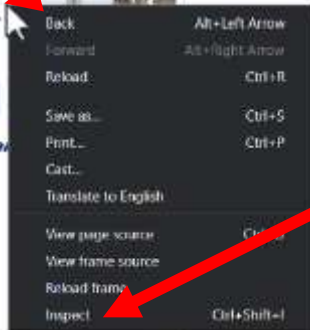 Back Alt+Left Arrow
Forward Alt+Right Arrow
Reload Ctrl+R
Save as... Ctrl+S
Print... Ctrl+P
Cast...
Translate to English
View page source
View frame source
Reload frame
Inspect Ctrl+Shift+I